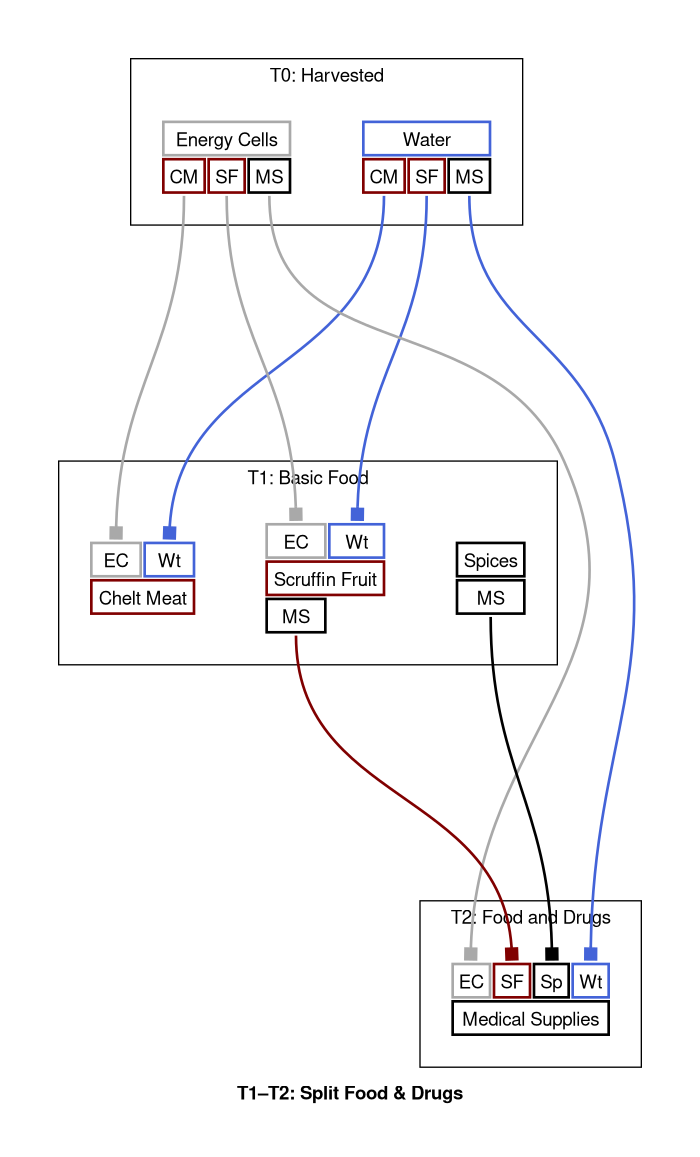 T0: Harvested
Energy Cells Water
CM SF MS CM SF MS
T1: Basic Food
EC Wt EC Wt Spices
Chelt Meat Scruffin Fruit MS
MS
T2: Food and Drugs
EC SF Sp Wt
Medical Supplies
T1–T2: Split Food & Drugs